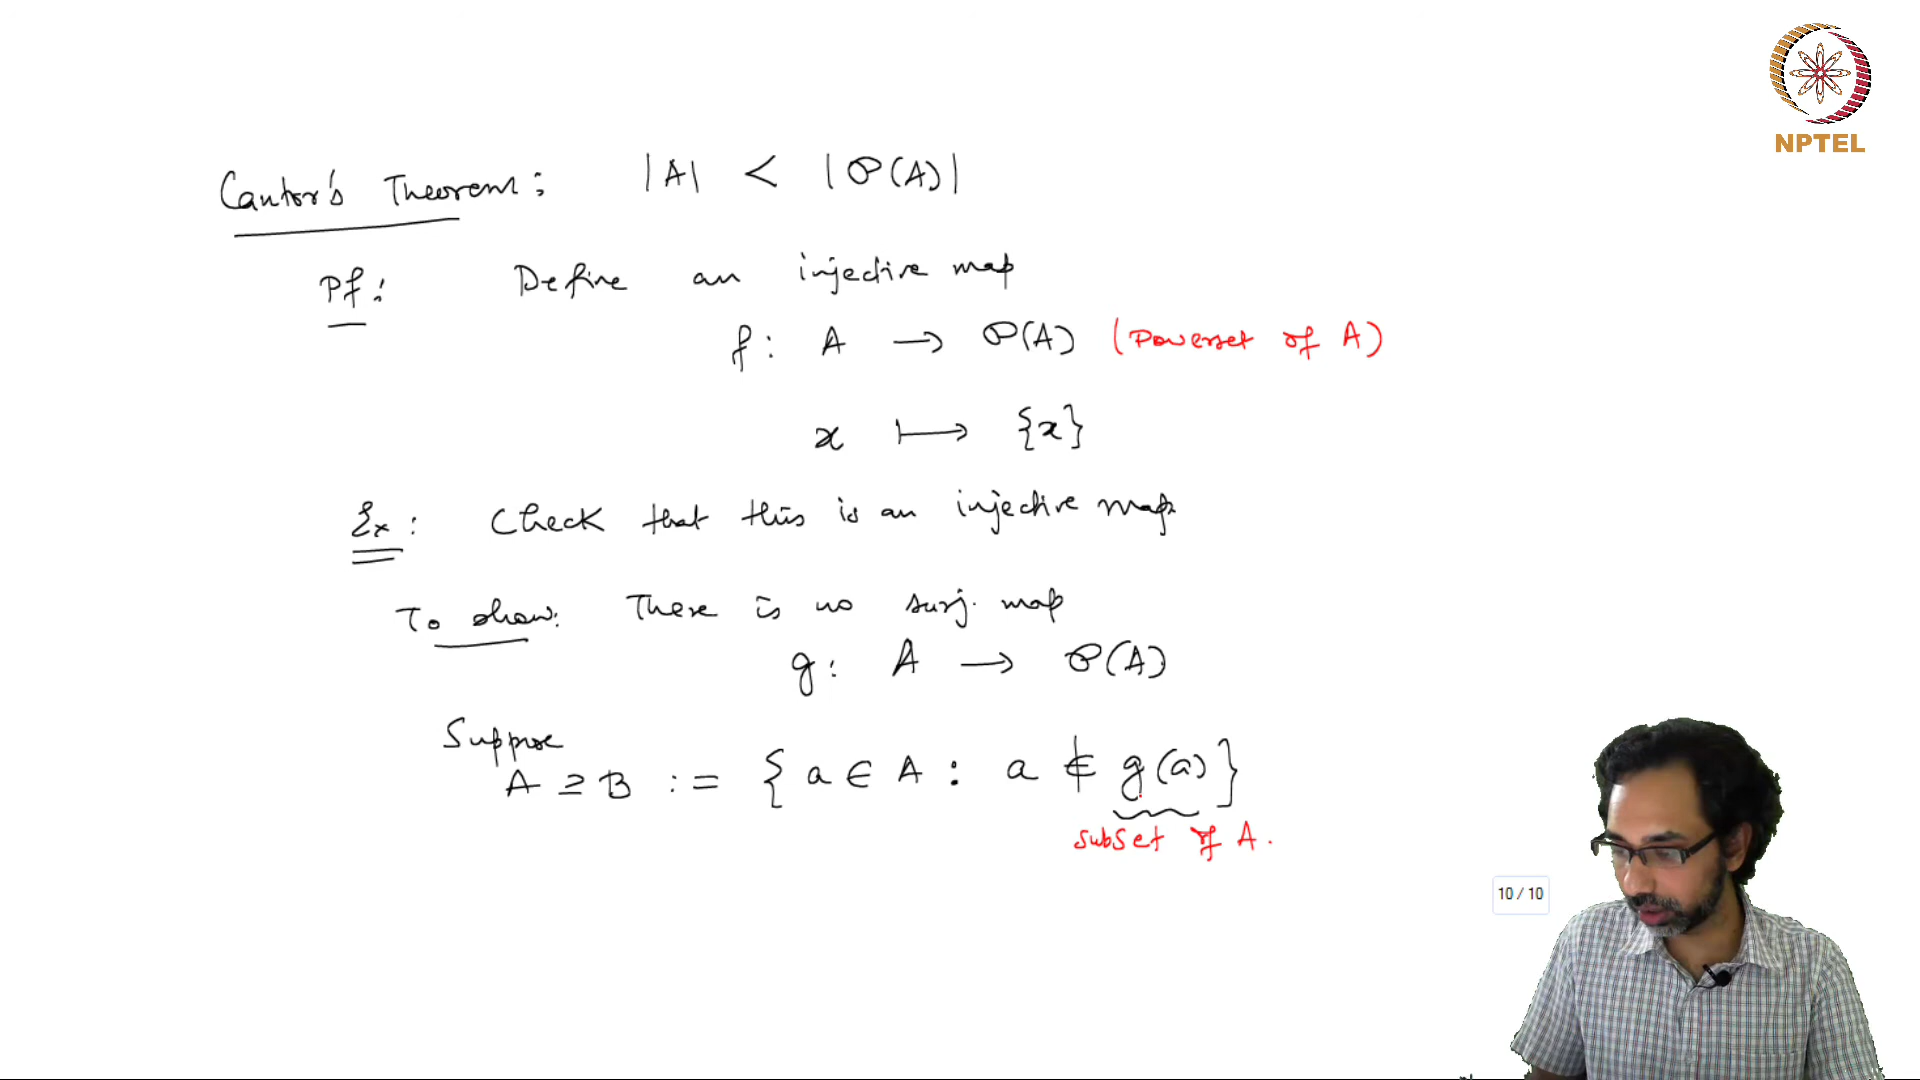 NPTEL
Cantor's Theorem: |A| < |𝒫(A)|
Pf: Define an injective map
f: A → 𝒫(A) (Powerset of A)
x ↦ {x}
Ex: Check that this is an injective map.
To show: There is no surj. map
g: A → 𝒫(A)
Suppose
A ⊇ B := {a ∈ A : a ∉ g(a)}
subset of A.
10 / 10